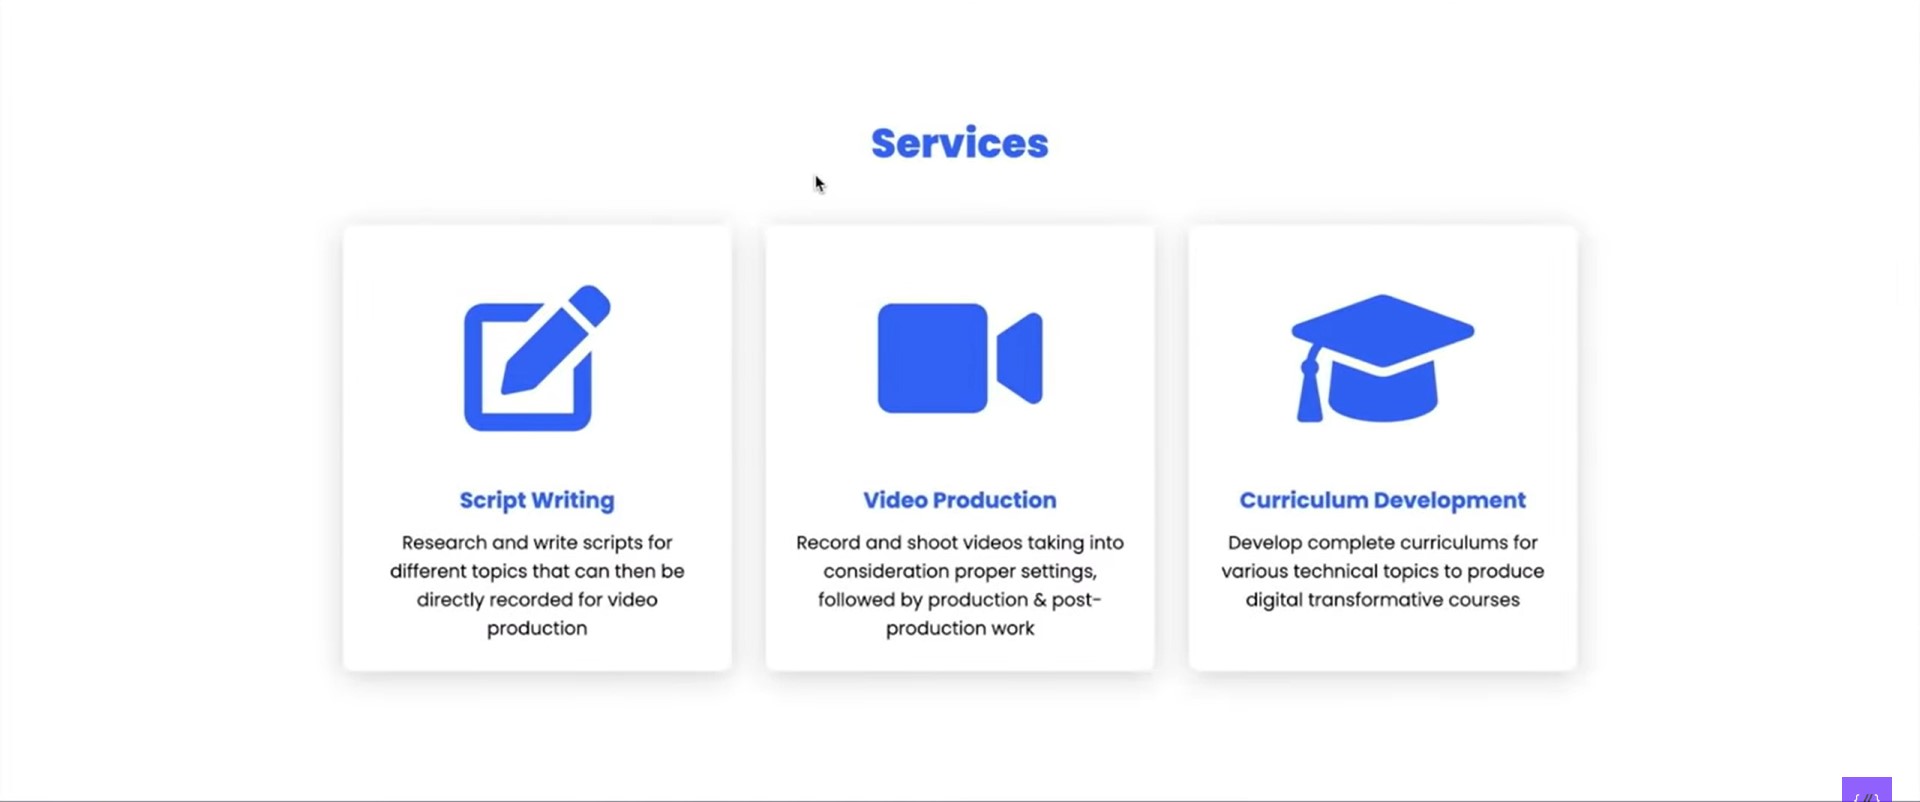 Services
Script Writing
Research and write scripts for
different topics that can then be
directly recorded for video
production
Video Production
Record and shoot videos taking into
consideration proper settings,
followed by production & post-
production work
Curriculum Development
Develop complete curriculums for
various technical topics to produce
digital transformative courses